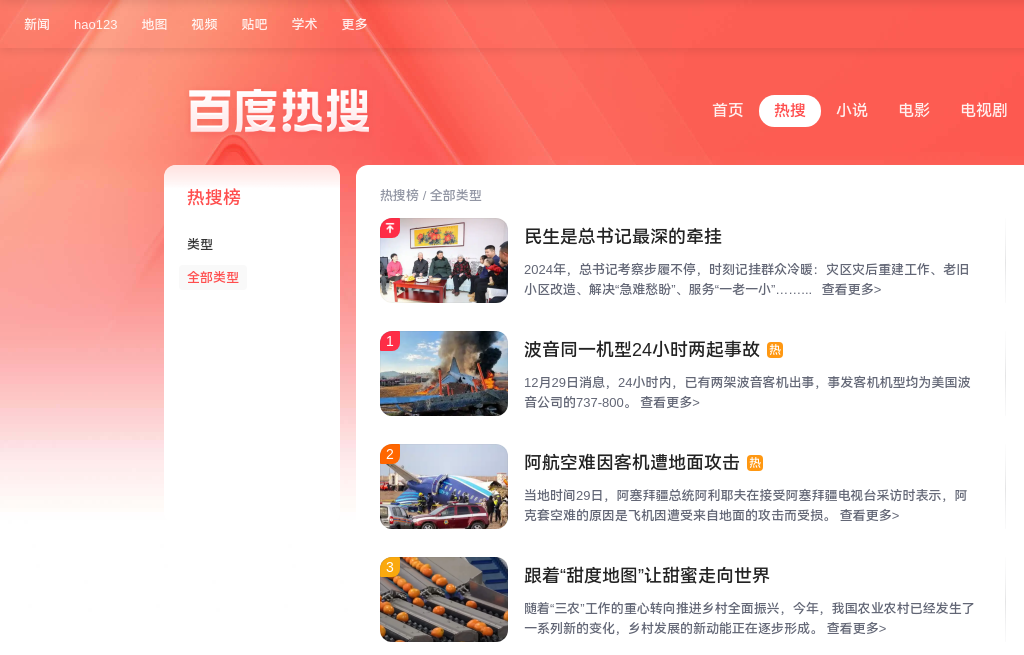 新闻 hao123 地图 视频 贴吧 学术 更多
百度热搜
首页 热搜 小说 电影 电视剧
热搜榜
类型
全部类型
热搜榜 / 全部类型
民生是总书记最深的牵挂
2024年，总书记考察步履不停，时刻记挂群众冷暖：灾区灾后重建工作、老旧
小区改造、解决“急难愁盼”、服务“一老一小”…….. 查看更多>
1
波音同一机型24小时两起事故 热
12月29日消息，24小时内，已有两架波音客机出事，事发客机机型均为美国波
音公司的737-800。 查看更多>
2
阿航空难因客机遭地面攻击 热
当地时间29日，阿塞拜疆总统阿利耶夫在接受阿塞拜疆电视台采访时表示，阿
克套空难的原因是飞机因遭受来自地面的攻击而受损。 查看更多>
3
跟着“甜度地图”让甜蜜走向世界
随着“三农”工作的重心转向推进乡村全面振兴，今年，我国农业农村已经发生了
一系列新的变化，乡村发展的新动能正在逐步形成。 查看更多>